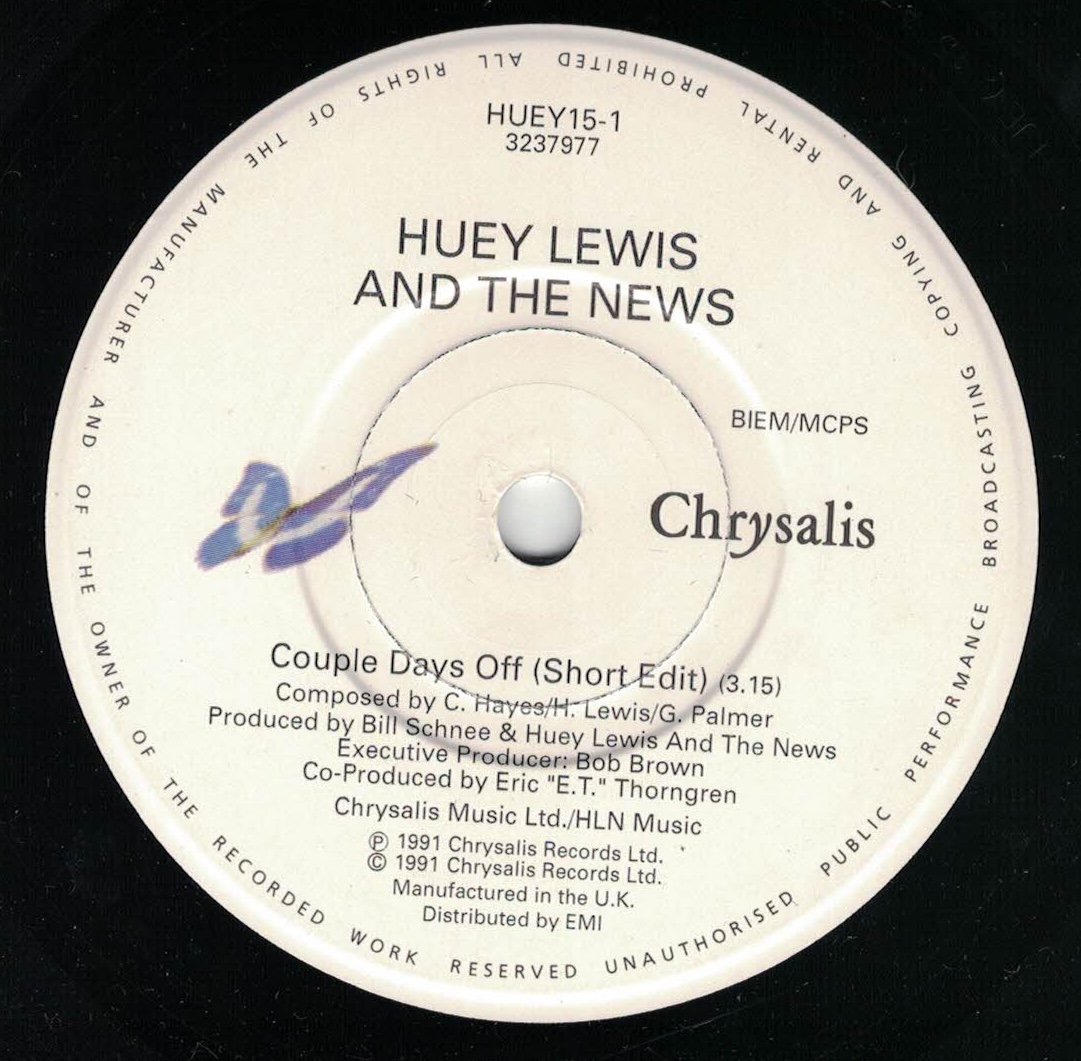 HUEY15-1
3237977
HUEY LEWIS
AND THE NEWS
BIEM/MCPS
Chrysalis
Couple Days Off (Short Edit) (3.15)
Composed by C. Hayes/H. Lewis/G. Palmer
Produced by Bill Schnee & Huey Lewis And The News
Executive Producer: Bob Brown
Co-Produced by Eric "E.T." Thorngren
Chrysalis Music Ltd./HLN Music
℗ 1991 Chrysalis Records Ltd.
© 1991 Chrysalis Records Ltd.
Manufactured in the U.K.
Distributed by EMI
ALL RIGHTS OF THE MANUFACTURER AND OF THE OWNER OF THE RECORDED WORK RESERVED UNAUTHORISED PUBLIC PERFORMANCE BROADCASTING COPYING AND RENTAL PROHIBITED